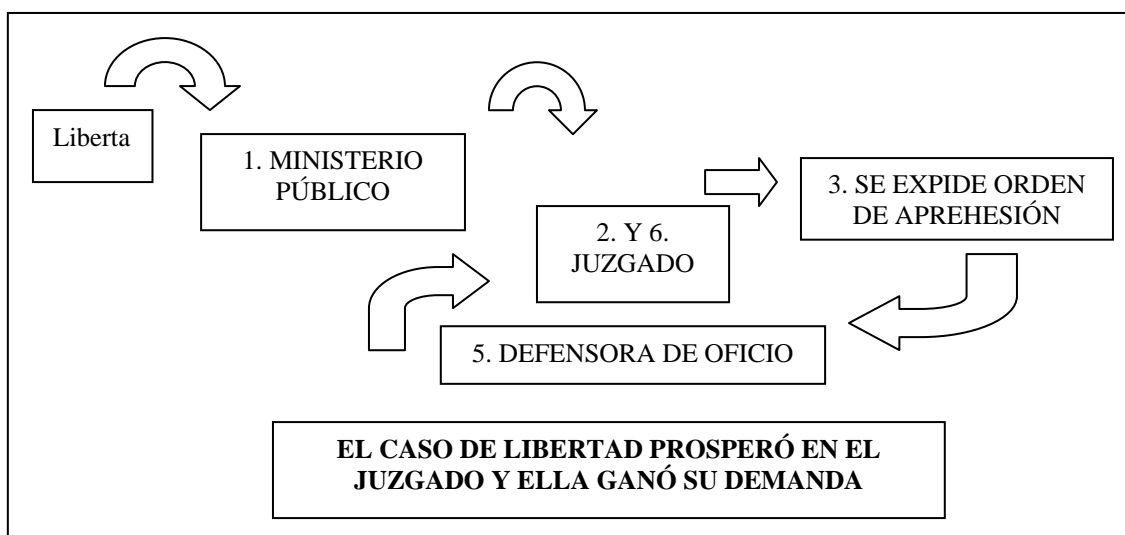 Liberta
1. MINISTERIO
PÚBLICO
2. Y 6.
JUZGADO
3. SE EXPIDE ORDEN
DE APREHESIÓN
5. DEFENSORA DE OFICIO
EL CASO DE LIBERTAD PROSPERÓ EN EL
JUZGADO Y ELLA GANÓ SU DEMANDA